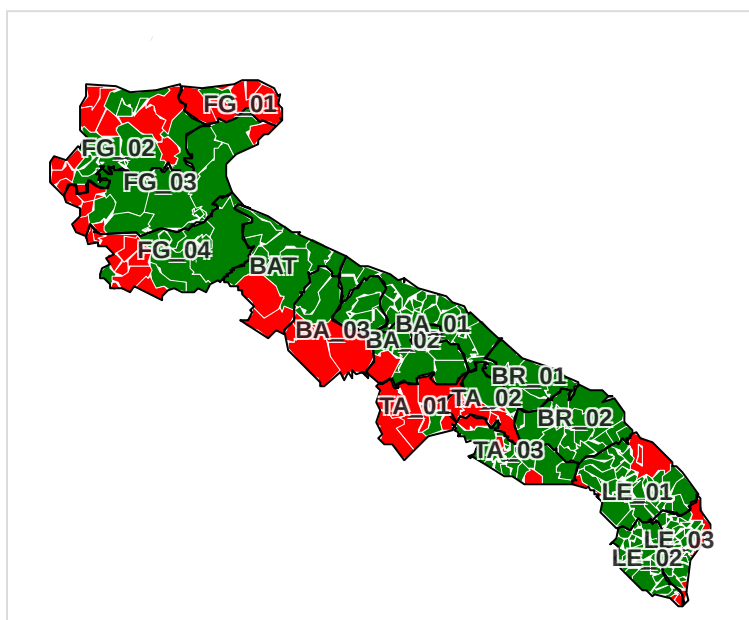 FG_01
FG_02
FG_03
FG_04
BAT
BA_01
BA_03
BA_02
BR_01
TA_02
TA_01
BR_02
TA_03
LE_01
LE_03
LE_02